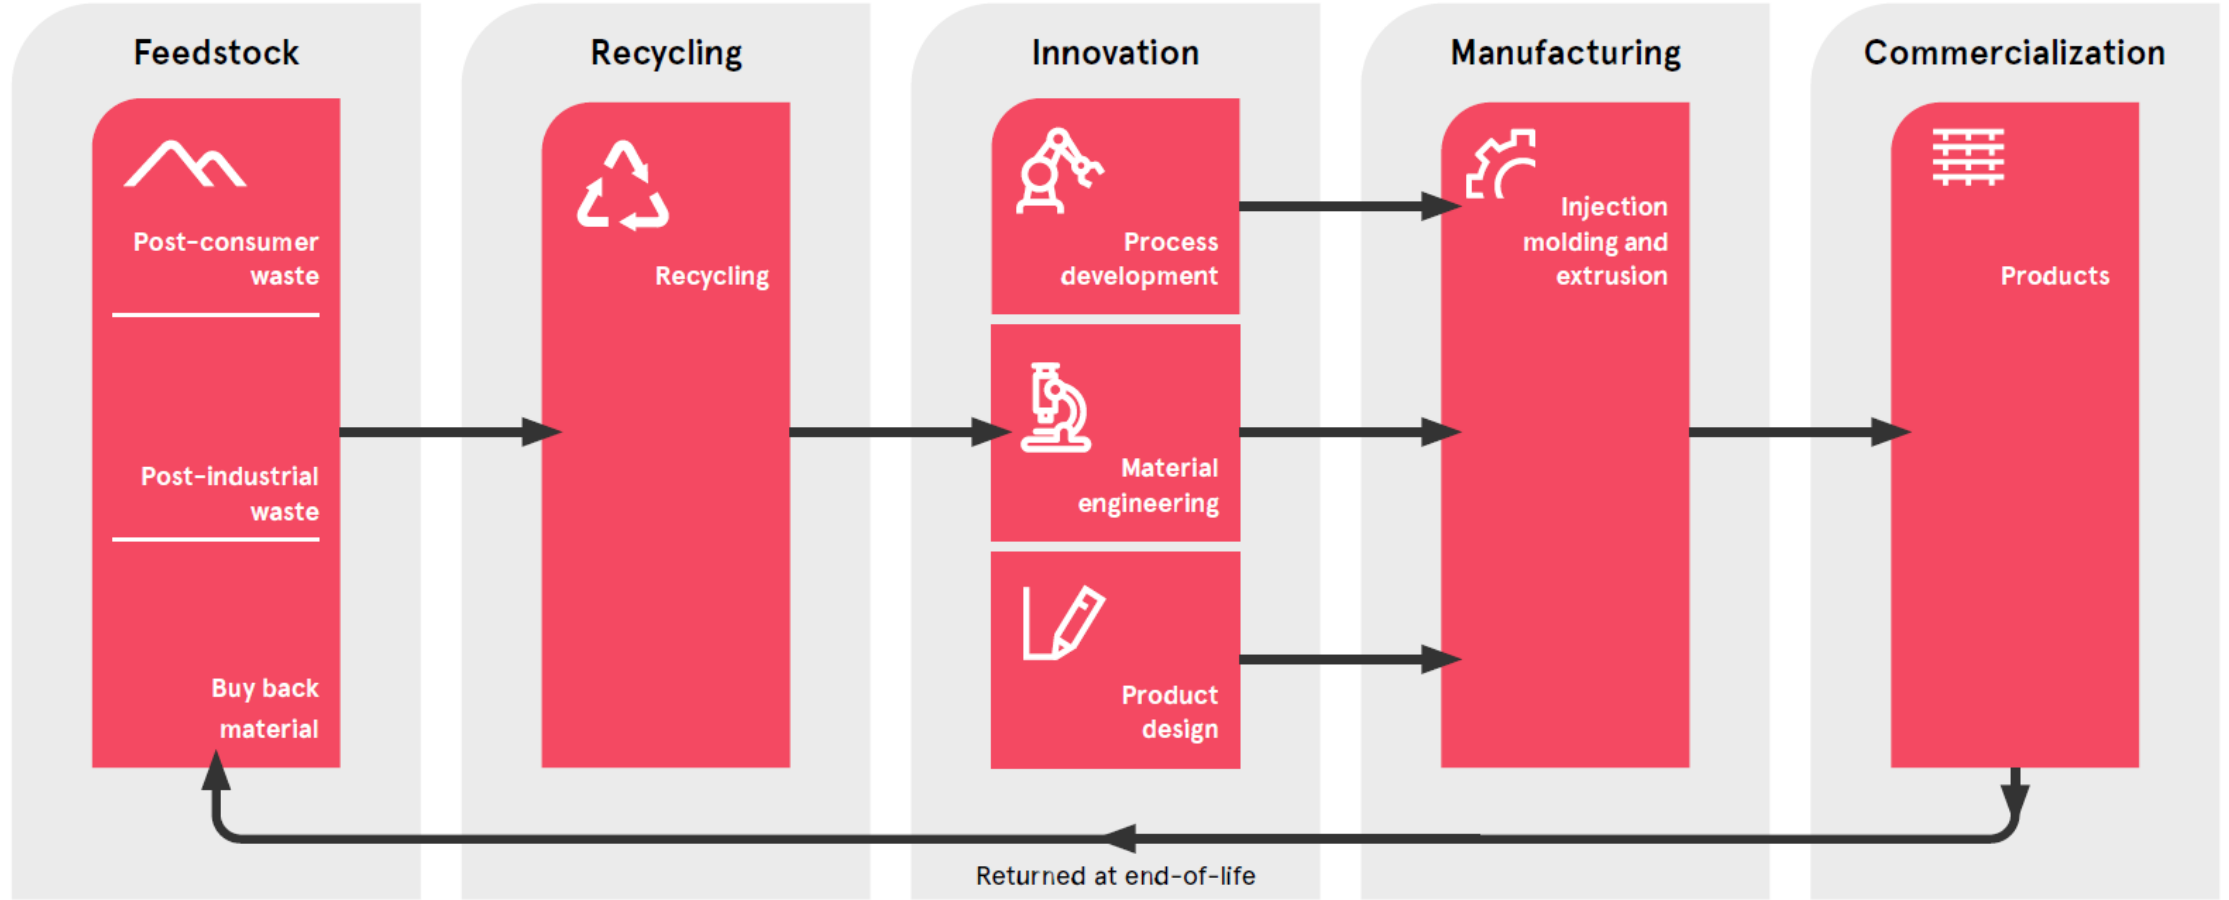 Feedstock
Recycling
Innovation
Manufacturing
Commercialization
Post-consumer
waste
Post-industrial
waste
Buy back
material
Recycling
Process
development
Material
engineering
Product
design
Injection
molding and
extrusion
Products
Returned at end-of-life